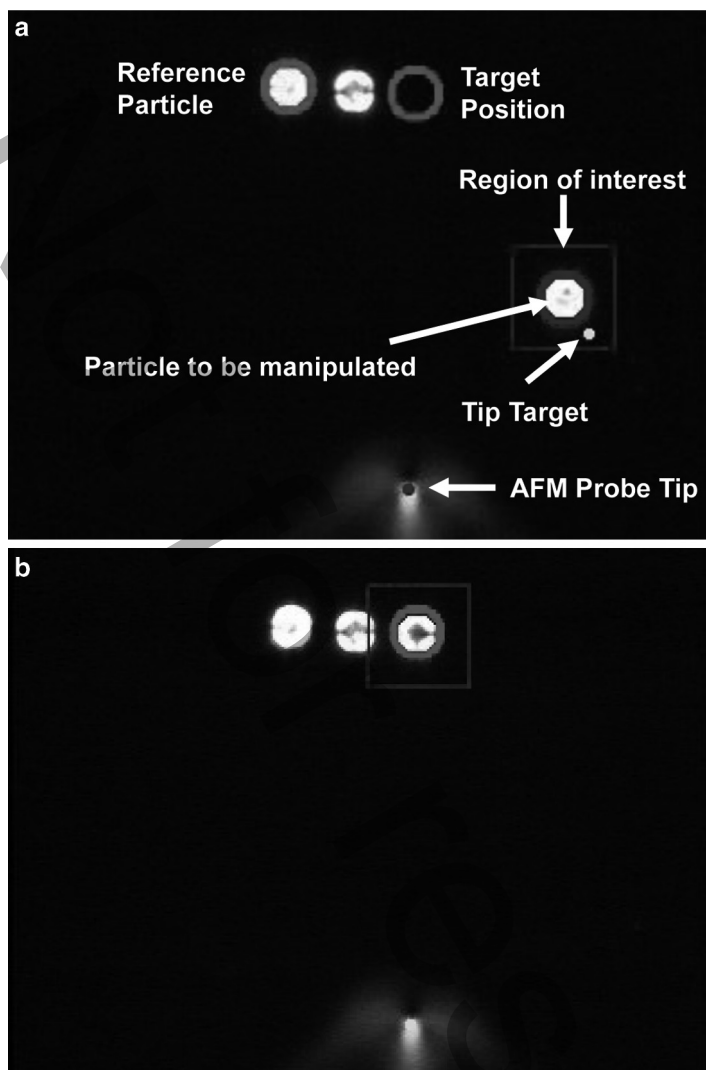 a
Reference
Particle
Target
Position
Region of interest
Particle to be manipulated
Tip Target
AFM Probe Tip
b